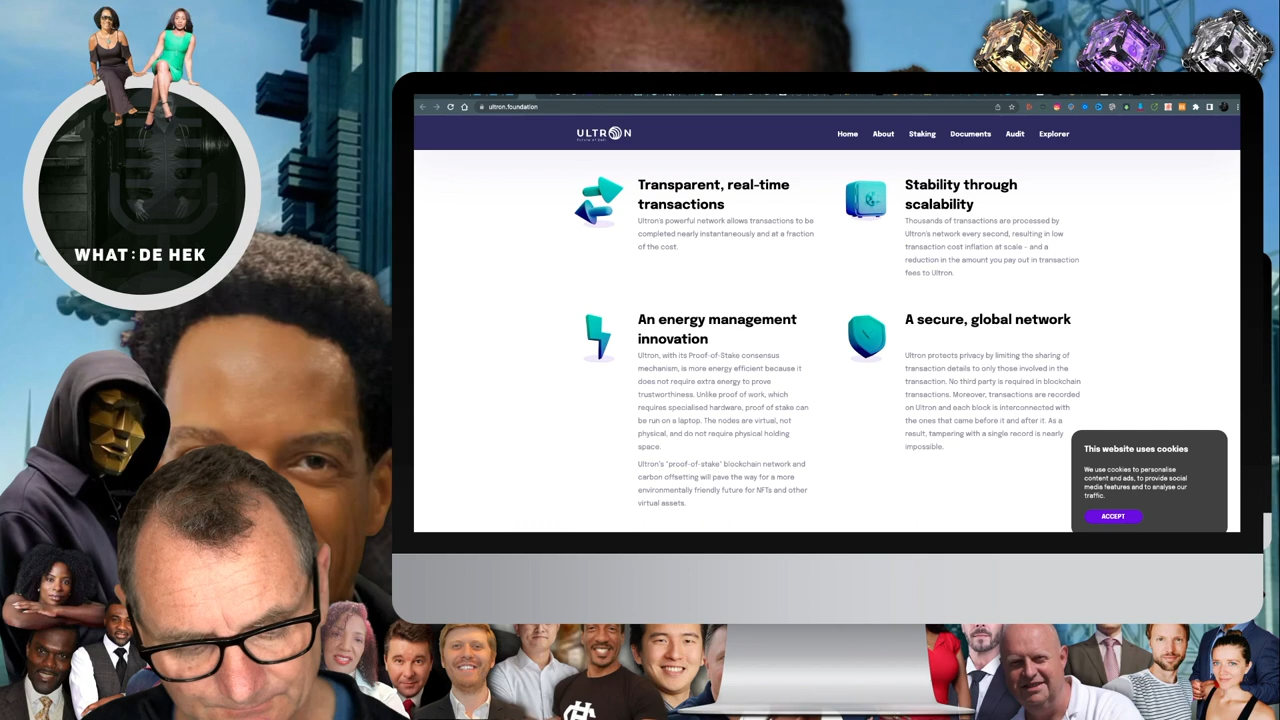 WHAT:DE HEK
ultron.foundation
ULTRON
Home About Staking Documents Audit Explorer
Transparent, real-time
transactions
Ultron's powerful network allows transactions to be
completed nearly instantaneously and at a fraction
of the cost.
Stability through
scalability
Thousands of transactions are processed by
Ultron's network every second, resulting in low
transaction cost inflation at scale - and a
reduction in the amount you pay out in transaction
fees to Ultron.
An energy management
innovation
Ultron, with its Proof-of-Stake consensus
mechanism, is more energy efficient because it
does not require extra energy to prove
trustworthiness. Unlike proof of work, which
requires specialised hardware, proof of stake can
be run on a laptop. The nodes are virtual, not
physical, and do not require physical holding
space.
Ultron's "proof-of-stake" blockchain network and
carbon offsetting will pave the way for a more
environmentally friendly future for NFTs and other
virtual assets.
A secure, global network
Ultron protects privacy by limiting the sharing of
transaction details to only those involved in the
transaction. No third party is required in blockchain
transactions. Moreover, transactions are recorded
on Ultron and each block is interconnected with
the ones that came before it and after it. As a
result, tampering with a single record is nearly
impossible.
This website uses cookies
We use cookies to personalise
content and ads, to provide social
media features and to analyse our
traffic.
ACCEPT